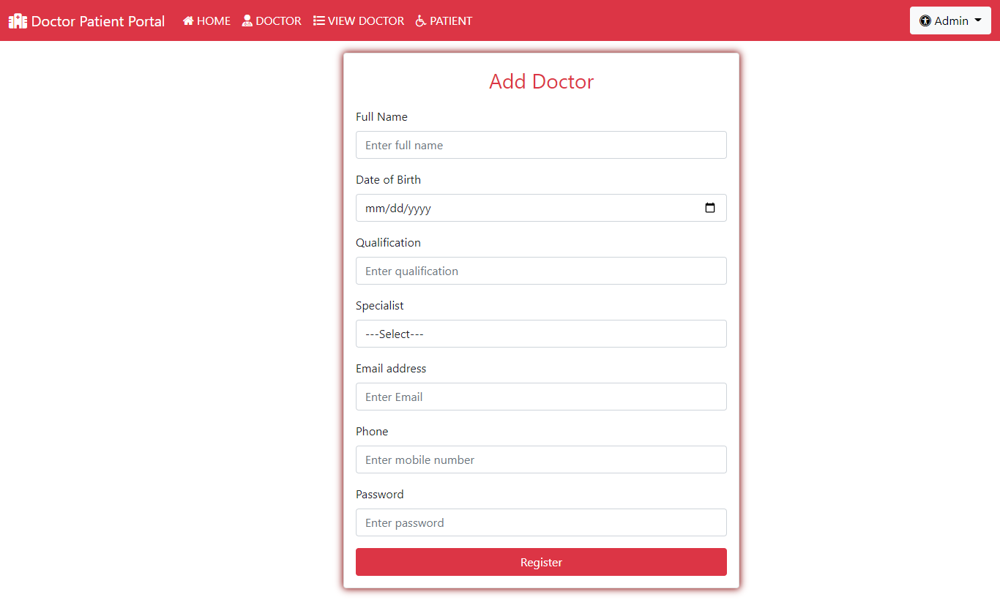 Doctor Patient Portal HOME DOCTOR VIEW DOCTOR PATIENT Admin
Add Doctor
Full Name
Enter full name
Date of Birth
mm/dd/yyyy
Qualification
Enter qualification
Specialist
---Select---
Email address
Enter Email
Phone
Enter mobile number
Password
Enter password
Register